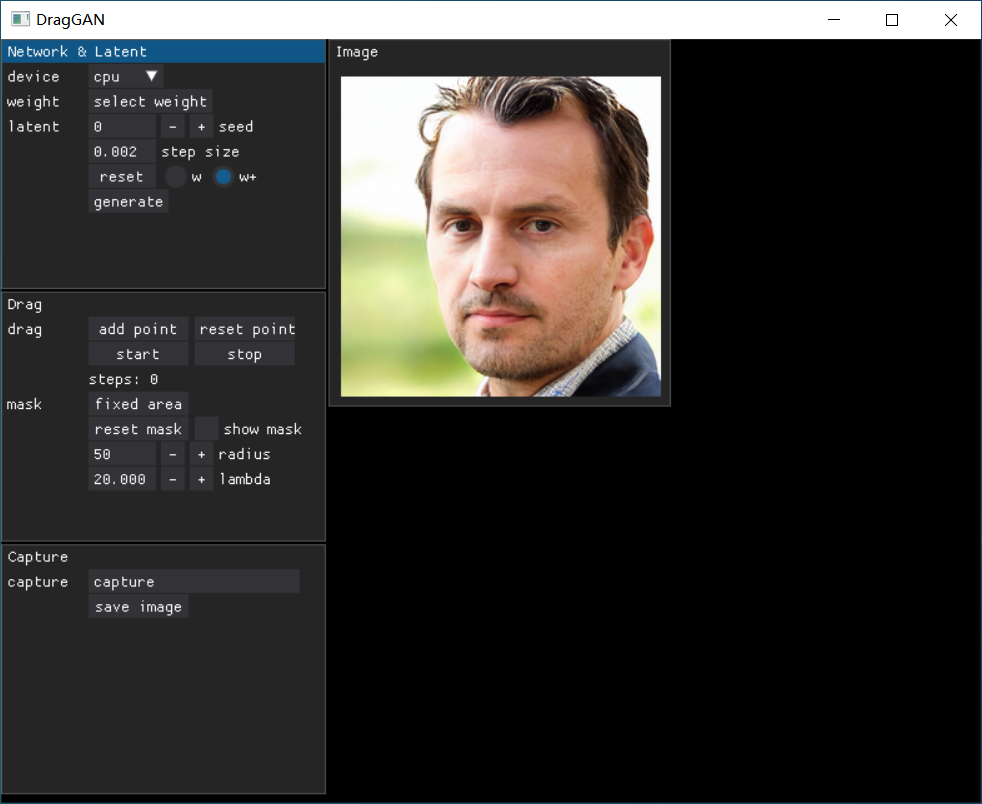 DragGAN
Network & Latent
device cpu
weight select weight
latent 0 - + seed
0.002 step size
reset w w+
generate
Drag
drag add point reset point
start stop
steps: 0
mask fixed area
reset mask show mask
50 - + radius
20.000 - + lambda
Capture
capture capture
save image
Image